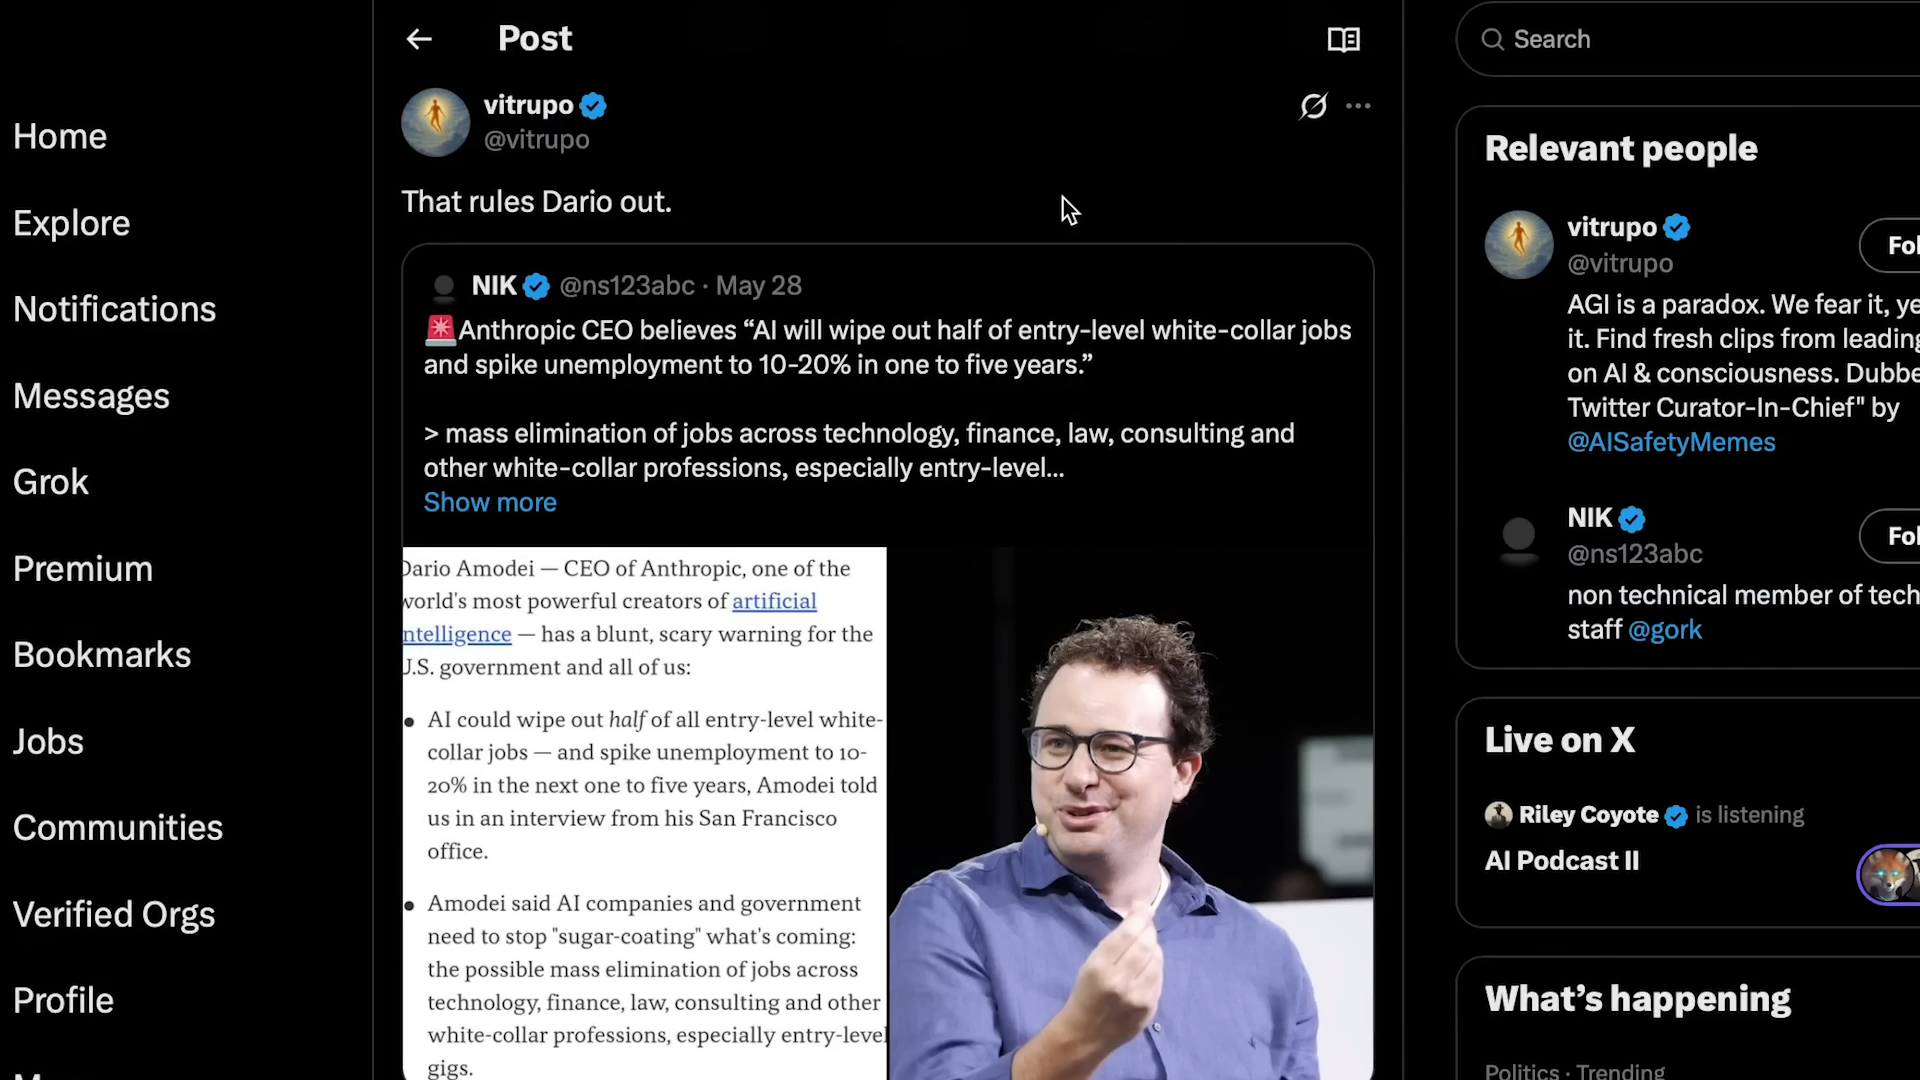 Home
Explore
Notifications
Messages
Grok
Premium
Bookmarks
Jobs
Communities
Verified Orgs
Profile
Post
vitrupo
@vitrupo
That rules Dario out.
NIK @ns123abc · May 28
🚨Anthropic CEO believes “AI will wipe out half of entry-level white-collar jobs
and spike unemployment to 10-20% in one to five years.”
> mass elimination of jobs across technology, finance, law, consulting and
other white-collar professions, especially entry-level...
Show more
Dario Amodei — CEO of Anthropic, one of the
world's most powerful creators of artificial
intelligence — has a blunt, scary warning for the
U.S. government and all of us:
• AI could wipe out half of all entry-level white-
collar jobs — and spike unemployment to 10-
20% in the next one to five years, Amodei told
us in an interview from his San Francisco
office.
• Amodei said AI companies and government
need to stop "sugar-coating" what's coming:
the possible mass elimination of jobs across
technology, finance, law, consulting and other
white-collar professions, especially entry-level
gigs.
Search
Relevant people
vitrupo
@vitrupo
Fol
AGI is a paradox. We fear it, ye
it. Find fresh clips from leading
on AI & consciousness. Dubbe
Twitter Curator-In-Chief" by
@AISafetyMemes
NIK
@ns123abc
Fol
non technical member of tech
staff @gork
Live on X
Riley Coyote is listening
AI Podcast II
What's happening
Politics · Trending